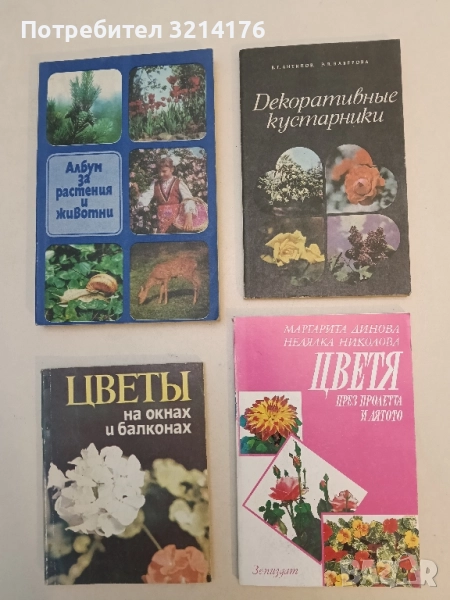 Потребител 3214176
Албум
за
растения
и
животни
Декоративные
кустарники
ЦВЕТЫ
на окнах
и балконах
МАРГАРИТА ДИНОВА
НЕДЯЛКА НИКОЛОВА
ЦВЕТЯ
ПРЕЗ ПРОЛЕТТА
И ЛЯТОТО
Земиздат